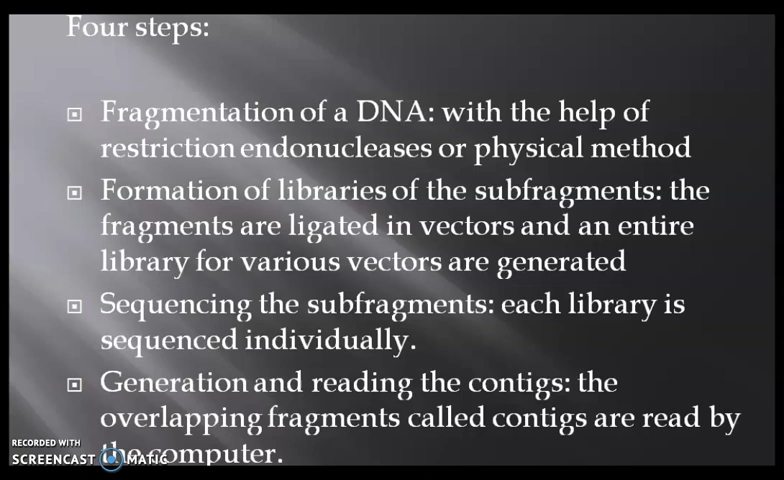 Four steps:
Fragmentation of a DNA: with the help of
restriction endonucleases or physical method
Formation of libraries of the subfragments: the
fragments are ligated in vectors and an entire
library for various vectors are generated
Sequencing the subfragments: each library is
sequenced individually.
Generation and reading the contigs: the
overlapping fragments called contigs are read by
the computer.
RECORDED WITH
SCREENCAST MATIC